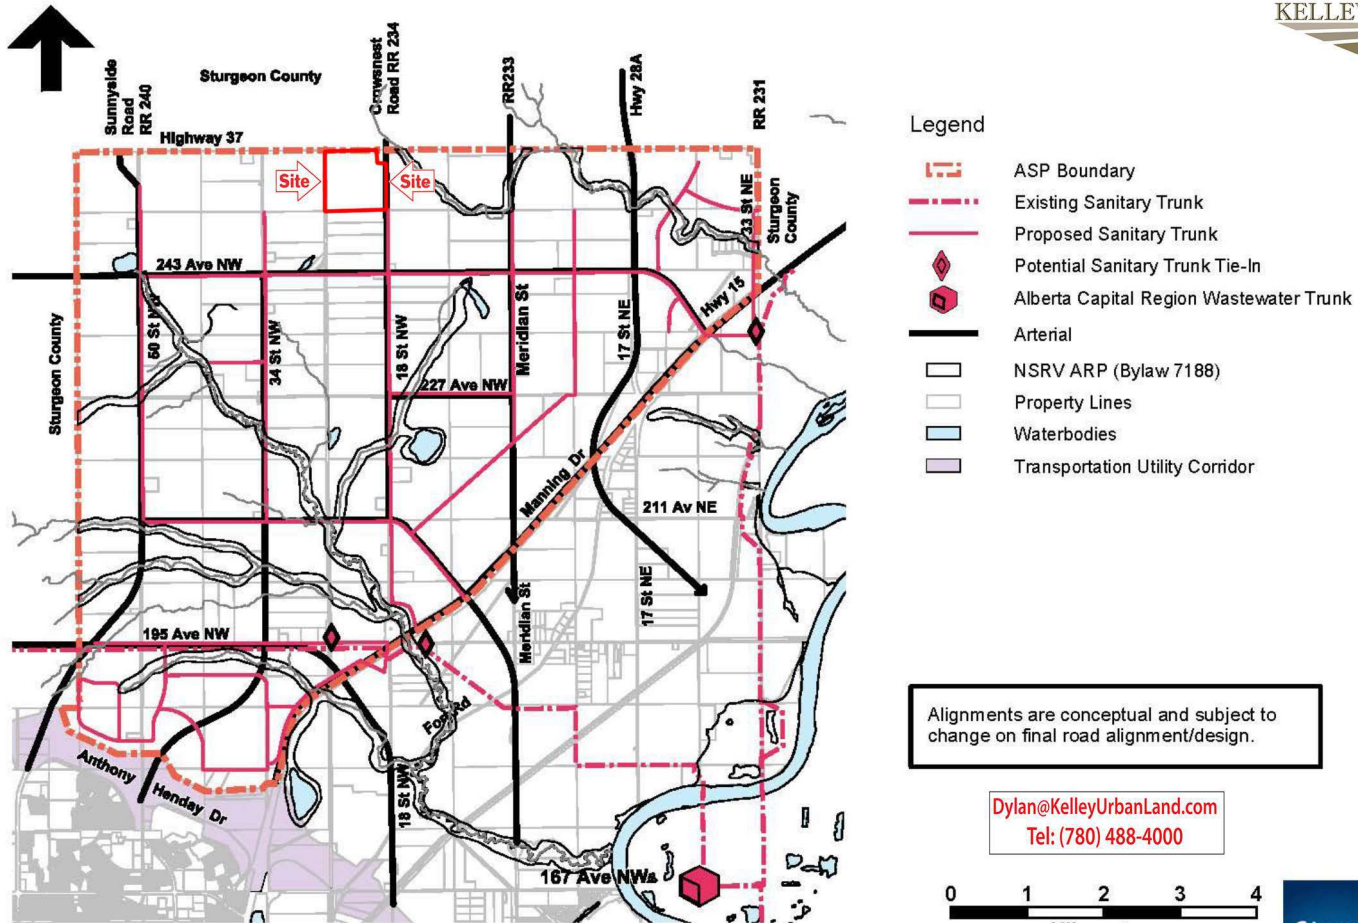 KELLEY
Sturgeon County
Sunnyside
Road
RR 240
Crowsnest
Road RR 234
RR233
Hwy 28A
RR 231
Highway 37
Site
Site
33 St NE
Sturgeon
County
243 Ave NW
Hwy 15
Sturgeon County
34 St NW
18 St NW
Meridian St
17 St NE
227 Ave NW
Manning Dr
211 Av NE
17 St NE
Meridian St
195 Ave NW
Fort Rd
Anthony
Henday Dr
18 St NW
167 Ave NW
Legend
ASP Boundary
Existing Sanitary Trunk
Proposed Sanitary Trunk
Potential Sanitary Trunk Tie-In
Alberta Capital Region Wastewater Trunk
Arterial
NSRV ARP (Bylaw 7188)
Property Lines
Waterbodies
Transportation Utility Corridor
Alignments are conceptual and subject to
change on final road alignment/design.
Dylan@KelleyUrbanLand.com
Tel: (780) 488-4000
0 1 2 3 4